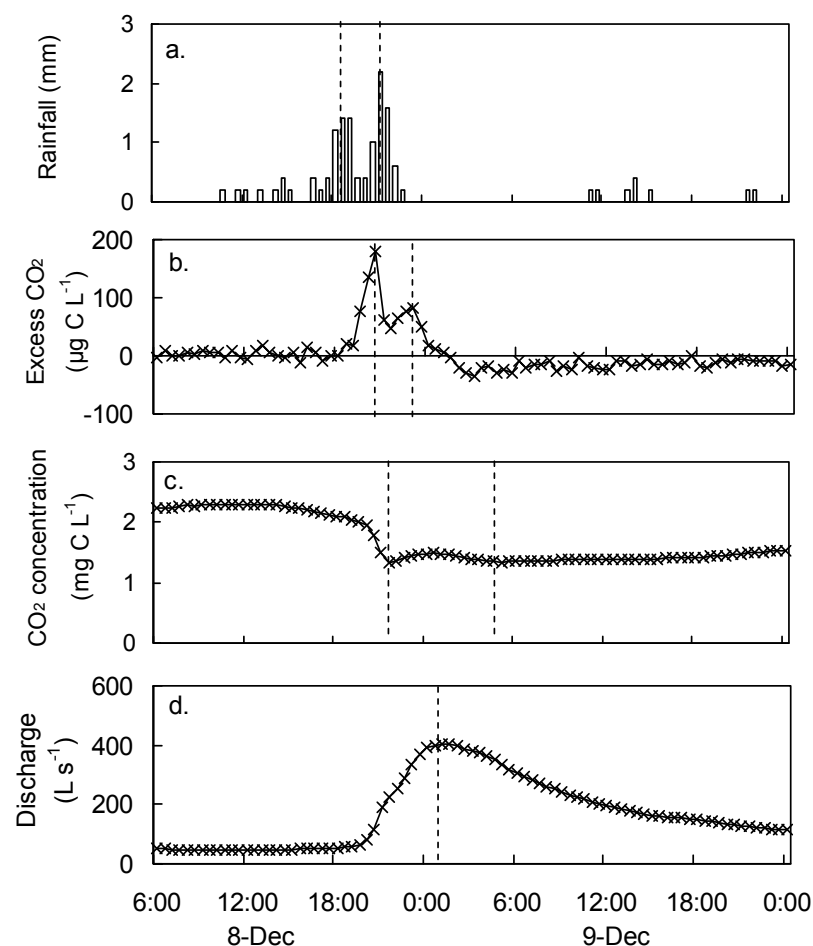 a.
Rainfall (mm)
3
2
1
0
b.
Excess CO₂
(µg C L⁻¹)
200
100
0
-100
c.
CO₂ concentration
(mg C L⁻¹)
3
2
1
0
d.
Discharge
(L s⁻¹)
600
400
200
0
6:00 12:00 18:00 0:00 6:00 12:00 18:00 0:00
8-Dec 9-Dec